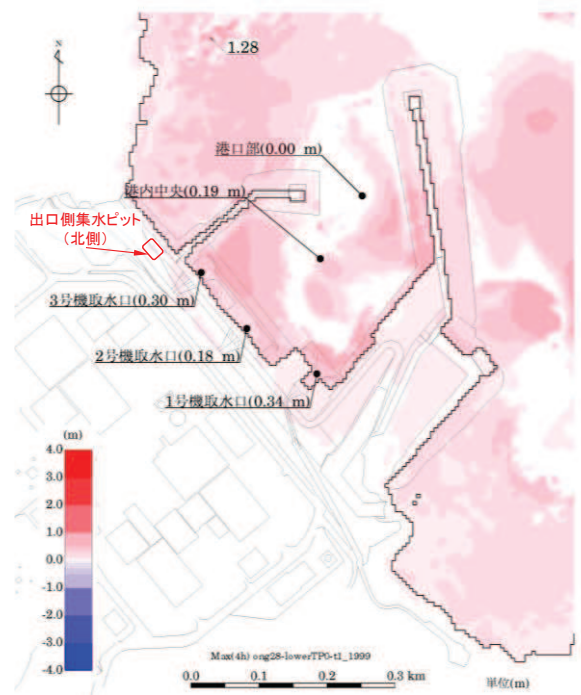 N
1.28
港口部(0.00 m)
港内中央(0.19 m)
出口側集水ピット
(北側)
3号機取水口(0.30 m)
2号機取水口(0.18 m)
1号機取水口(0.34 m)
(m)
4.0
3.0
2.0
1.0
0.0
-1.0
-2.0
-3.0
-4.0
Max(4h) ong28-lowerTP0-t1_1999
0.0 0.1 0.2 0.3 km
単位(m)